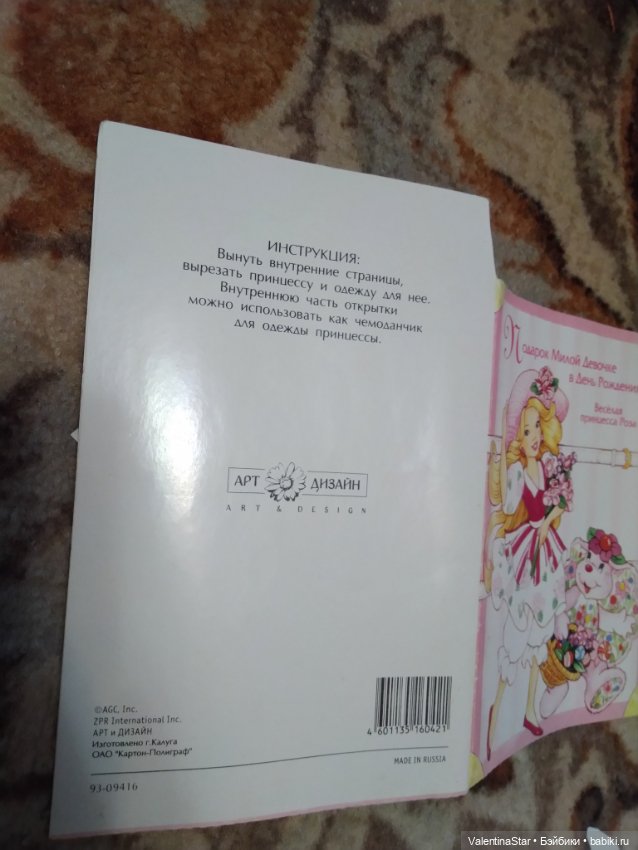 ИНСТРУКЦИЯ:
Вынуть внутренние страницы,
вырезать принцессу и одежду для нее.
Внутреннюю часть открытки
можно использовать как чемоданчик
для одежды принцессы.
АРТ ДИЗАЙН
ART & DESIGN
©AGC, Inc.
ZPR International Inc.
АРТ и ДИЗАЙН
Изготовлено г.Калуга
ОАО "Картон-Полиграф"
93-09416
4 601135 160421
MADE IN RUSSIA
Подарок Милой Девочке
в День Рождения
Весёлая
принцесса Рози
ValentinaStar • Бэйбики • babiki.ru